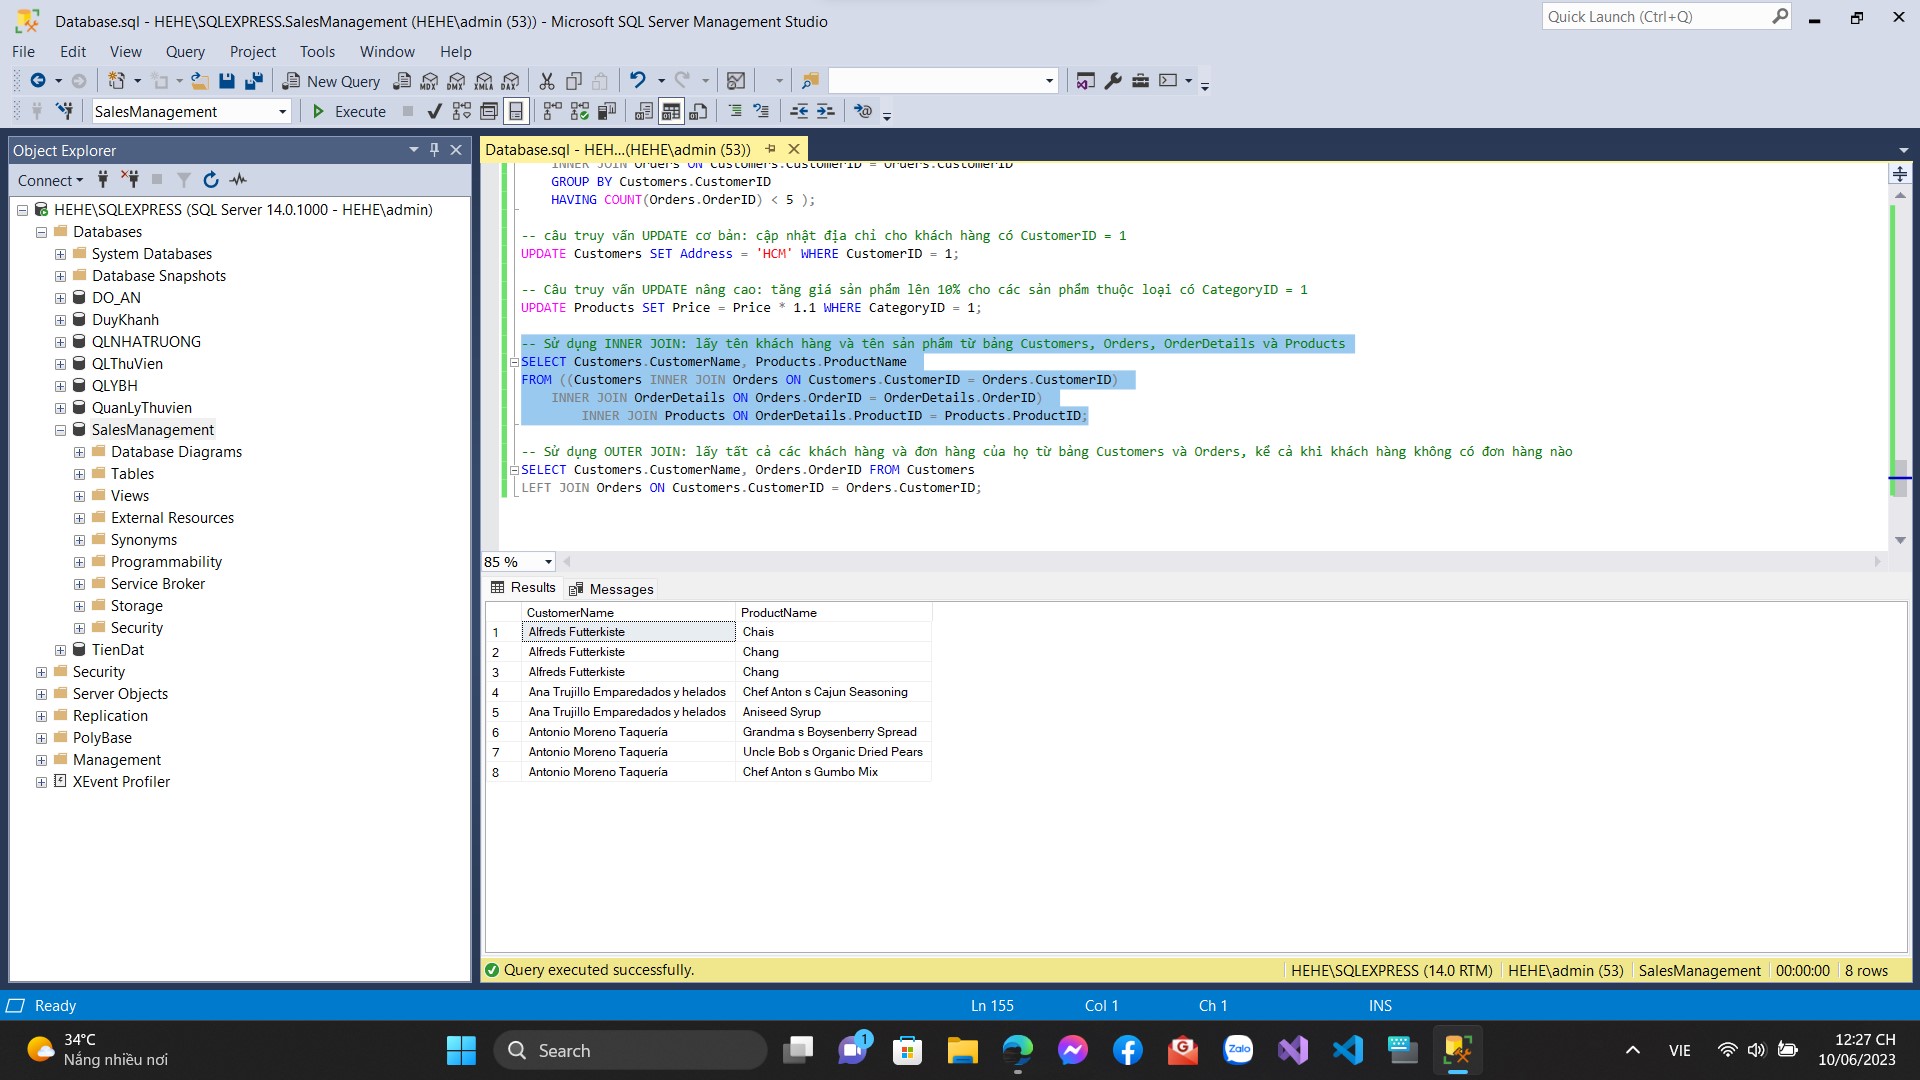 Database.sql - HEHE\SQLEXPRESS.SalesManagement (HEHE\admin (53)) - Microsoft SQL Server Management Studio
Quick Launch (Ctrl+Q)
File Edit View Query Project Tools Window Help
New Query
MDX DMX XMLA DAX
SalesManagement
Execute
Object Explorer
Connect
HEHE\SQLEXPRESS (SQL Server 14.0.1000 - HEHE\admin)
Databases
System Databases
Database Snapshots
DO_AN
DuyKhanh
QLNHATRUONG
QLThuVien
QLYBH
QuanLyThuvien
SalesManagement
Database Diagrams
Tables
Views
External Resources
Synonyms
Programmability
Service Broker
Storage
Security
TienDat
Security
Server Objects
Replication
PolyBase
Management
XEvent Profiler
Database.sql - HEH...(HEHE\admin (53))
INNER JOIN Orders ON Customers.CustomerID = Orders.CustomerID
GROUP BY Customers.CustomerID
HAVING COUNT(Orders.OrderID) < 5 );
-- câu truy vấn UPDATE cơ bản: cập nhật địa chỉ cho khách hàng có CustomerID = 1
UPDATE Customers SET Address = 'HCM' WHERE CustomerID = 1;
-- Câu truy vấn UPDATE nâng cao: tăng giá sản phẩm lên 10% cho các sản phẩm thuộc loại có CategoryID = 1
UPDATE Products SET Price = Price * 1.1 WHERE CategoryID = 1;
-- Sử dụng INNER JOIN: lấy tên khách hàng và tên sản phẩm từ bảng Customers, Orders, OrderDetails và Products
SELECT Customers.CustomerName, Products.ProductName
FROM ((Customers INNER JOIN Orders ON Customers.CustomerID = Orders.CustomerID)
INNER JOIN OrderDetails ON Orders.OrderID = OrderDetails.OrderID)
INNER JOIN Products ON OrderDetails.ProductID = Products.ProductID;
-- Sử dụng OUTER JOIN: lấy tất cả các khách hàng và đơn hàng của họ từ bảng Customers và Orders, kể cả khi khách hàng không có đơn hàng nào
SELECT Customers.CustomerName, Orders.OrderID FROM Customers
LEFT JOIN Orders ON Customers.CustomerID = Orders.CustomerID;
85 %
Results Messages
CustomerName ProductName
1 Alfreds Futterkiste Chais
2 Alfreds Futterkiste Chang
3 Alfreds Futterkiste Chang
4 Ana Trujillo Emparedados y helados Chef Anton s Cajun Seasoning
5 Ana Trujillo Emparedados y helados Aniseed Syrup
6 Antonio Moreno Taquería Grandma s Boysenberry Spread
7 Antonio Moreno Taquería Uncle Bob s Organic Dried Pears
8 Antonio Moreno Taquería Chef Anton s Gumbo Mix
Query executed successfully.
HEHE\SQLEXPRESS (14.0 RTM) HEHE\admin (53) SalesManagement 00:00:00 8 rows
Ready Ln 155 Col 1 Ch 1 INS
34°C
Nắng nhiều nơi
Search
1
Zalo
VIE
12:27 CH
10/06/2023